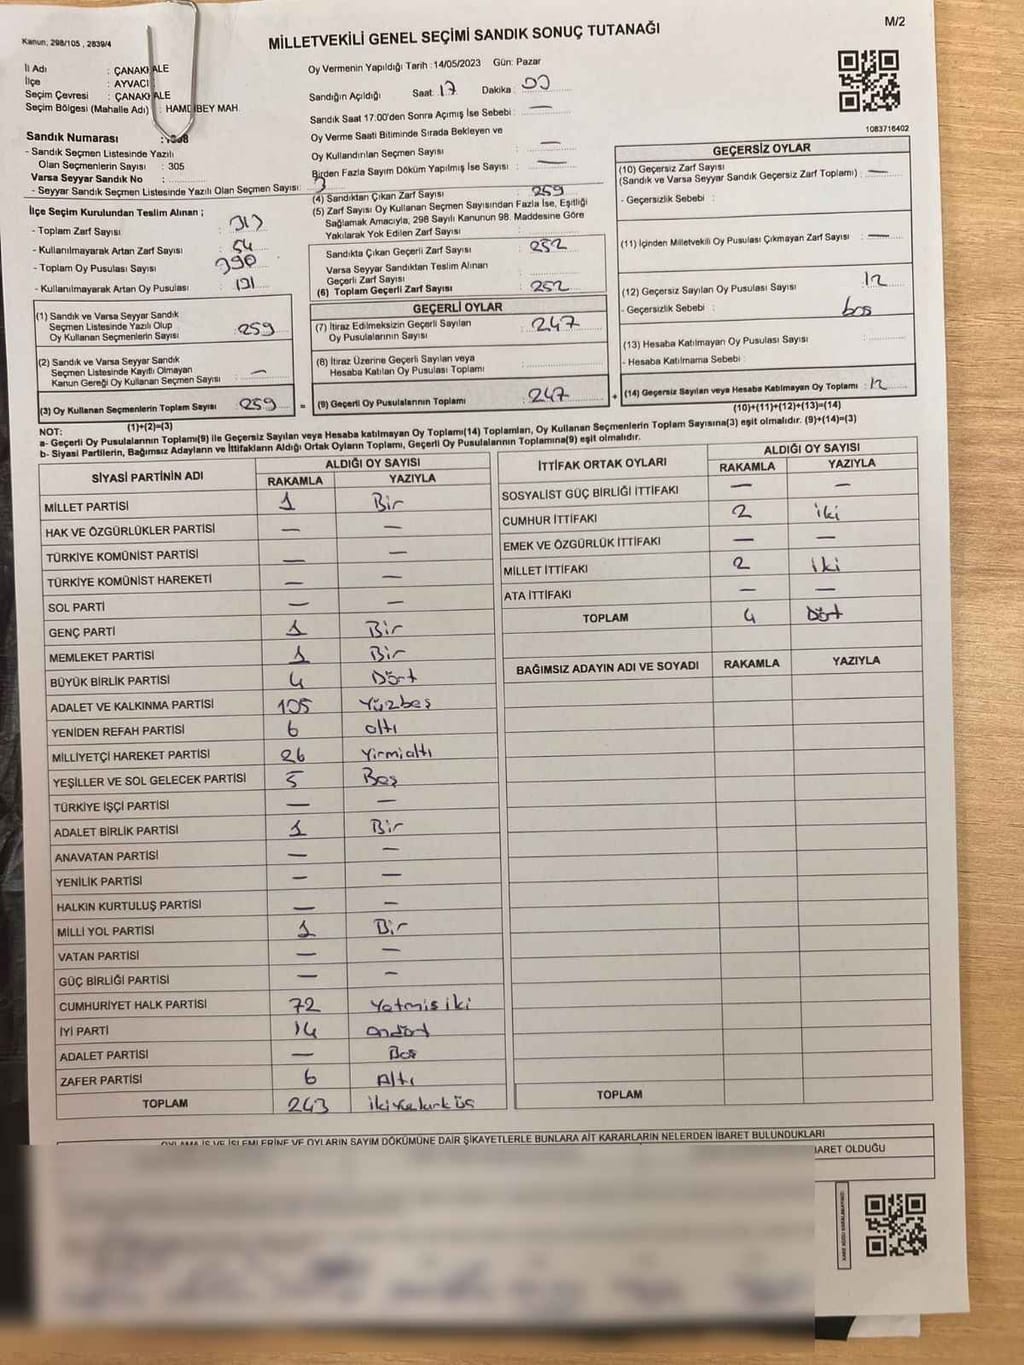 M/2
Kanun; 298/105 , 2839/4
MİLLETVEKİLİ GENEL SEÇİMİ SANDIK SONUÇ TUTANAĞI
İl Adı : ÇANAKKALE
İlçe : AYVACI
Seçim Çevresi : ÇANAKKALE
Seçim Bölgesi (Mahalle Adı) : HAMDİBEY MAH.
Sandık Numarası :
- Sandık Seçmen Listesinde Yazılı
Olan Seçmenlerin Sayısı : 305
Varsa Seyyar Sandık No :
- Seyyar Sandık Seçmen Listesinde Yazılı Olan Seçmen Sayısı:
İlçe Seçim Kurulundan Teslim Alınan ;
- Toplam Zarf Sayısı : 313
- Kullanılmayarak Artan Zarf Sayısı : 54
- Toplam Oy Pusulası Sayısı : 390
- Kullanılmayarak Artan Oy Pusulası : 131
(1) Sandık ve Varsa Seyyar Sandık
Seçmen Listesinde Yazılı Olup
Oy Kullanan Seçmenlerin Sayısı : 259
(2) Sandık ve Varsa Seyyar Sandık
Seçmen Listesinde Kayıtlı Olmayan
Kanun Gereği Oy Kullanan Seçmen Sayısı : —
(3) Oy Kullanan Seçmenlerin Toplam Sayısı 259
(1)+(2)=(3)
Oy Vermenin Yapıldığı Tarih : 14/05/2023 Gün: Pazar
Sandığın Açıldığı Saat: 17 Dakika : 00
Sandık Saat 17:00'den Sonra Açımış İse Sebebi : —
Oy Verme Saati Bitiminde Sırada Bekleyen ve
Oy Kullandırılan Seçmen Sayısı : —
Birden Fazla Sayım Döküm Yapılmış İse Sayısı : —
(4) Sandıktan Çıkan Zarf Sayısı : 259
(5) Zarf Sayısı Oy Kullanan Seçmen Sayısından Fazla İse, Eşitliği
Sağlamak Amacıyla, 298 Sayılı Kanunun 98. Maddesine Göre
Yakılarak Yok Edilen Zarf Sayısı :
Sandıkta Çıkan Geçerli Zarf Sayısı : 252
Varsa Seyyar Sandıktan Teslim Alınan
Geçerli Zarf Sayısı :
(6) Toplam Geçerli Zarf Sayısı : 252
GEÇERLİ OYLAR
(7) İtiraz Edilmeksizin Geçerli Sayılan
Oy Pusulalarının Sayısı : 247
(8) İtiraz Üzerine Geçerli Sayılan veya
Hesaba Katılan Oy Pusulası Toplamı :
= (9) Geçerli Oy Pusulalarının Toplamı : 247
1083716402
GEÇERSİZ OYLAR
(10) Geçersiz Zarf Sayısı
(Sandık ve Varsa Seyyar Sandık Geçersiz Zarf Toplamı) : —
- Geçersizlik Sebebi :
(11) İçinden Milletvekili Oy Pusulası Çıkmayan Zarf Sayısı : —
(12) Geçersiz Sayılan Oy Pusulası Sayısı : 12
- Geçersizlik Sebebi : boş
(13) Hesaba Katılmayan Oy Pusulası Sayısı :
- Hesaba Katılmama Sebebi :
+ (14) Geçersiz Sayılan veya Hesaba Katılmayan Oy Toplamı : 12
(10)+(11)+(12)+(13)=(14)
NOT:
a- Geçerli Oy Pusulalarının Toplamı(9) ile Geçersiz Sayılan veya Hesaba katılmayan Oy Toplamı(14) Toplamları, Oy Kullanan Seçmenlerin Toplam Sayısına(3) eşit olmalıdır. (9)+(14)=(3)
b- Siyasi Partilerin, Bağımsız Adayların ve İttifakların Aldığı Ortak Oyların Toplamı, Geçerli Oy Pusulalarının Toplamına(9) eşit olmalıdır.
SİYASİ PARTİNİN ADI ALDIĞI OY SAYISI
RAKAMLA YAZIYLA
MİLLET PARTİSİ 1 Bir
HAK VE ÖZGÜRLÜKLER PARTİSİ — —
TÜRKİYE KOMÜNİST PARTİSİ — —
TÜRKİYE KOMÜNİST HAREKETİ — —
SOL PARTİ — —
GENÇ PARTİ 1 Bir
MEMLEKET PARTİSİ 1 Bir
BÜYÜK BİRLİK PARTİSİ 4 Dört
ADALET VE KALKINMA PARTİSİ 105 Yüzbeş
YENİDEN REFAH PARTİSİ 6 altı
MİLLİYETÇİ HAREKET PARTİSİ 26 Yirmialtı
YEŞİLLER VE SOL GELECEK PARTİSİ 5 Beş
TÜRKİYE İŞÇİ PARTİSİ — —
ADALET BİRLİK PARTİSİ 1 Bir
ANAVATAN PARTİSİ — —
YENİLİK PARTİSİ — —
HALKIN KURTULUŞ PARTİSİ — —
MİLLİ YOL PARTİSİ 1 Bir
VATAN PARTİSİ — —
GÜÇ BİRLİĞİ PARTİSİ — —
CUMHURİYET HALK PARTİSİ 72 Yetmişiki
İYİ PARTİ 14 ondört
ADALET PARTİSİ — Boş
ZAFER PARTİSİ 6 Altı
TOPLAM 243
İTTİFAK ORTAK OYLARI ALDIĞI OY SAYISI
RAKAMLA YAZIYLA
SOSYALİST GÜÇ BİRLİĞİ İTTİFAKI — —
CUMHUR İTTİFAKI 2 iki
EMEK VE ÖZGÜRLÜK İTTİFAKI — —
MİLLET İTTİFAKI 2 iki
ATA İTTİFAKI — —
TOPLAM 4 Dört
BAĞIMSIZ ADAYIN ADI VE SOYADI RAKAMLA YAZIYLA
TOPLAM
OYLAMA İŞ VE İŞLEMLERİNE VE OYLARIN SAYIM DÖKÜMÜNE DAİR ŞİKAYETLERLE BUNLARA AİT KARARLARIN NELERDEN İBARET BULUNDUKLARI
İBARET OLDUĞU